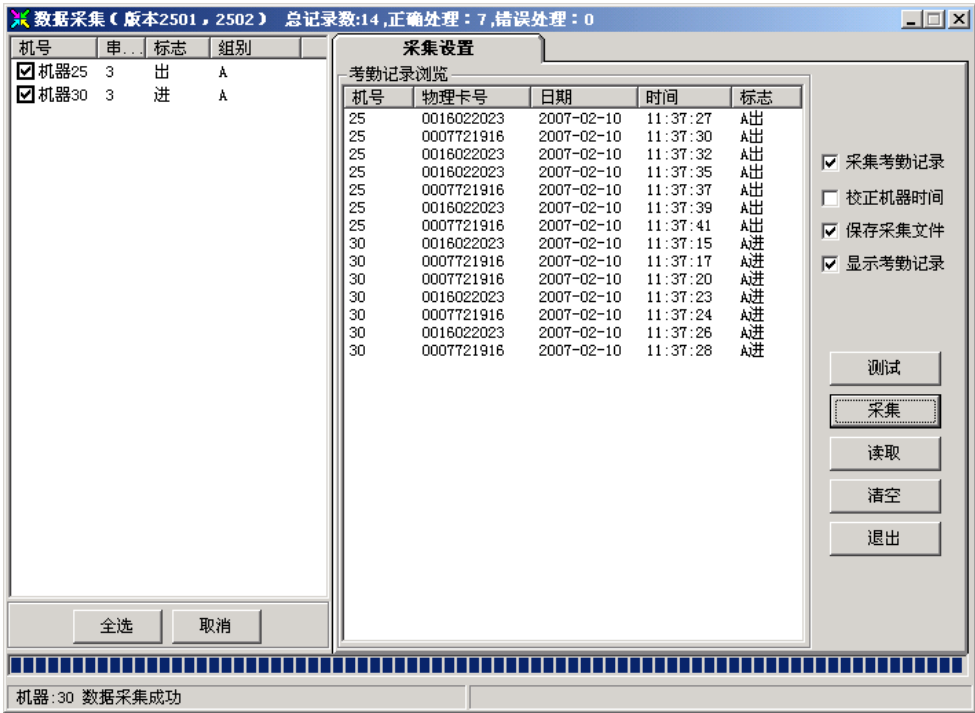 数据采集(版本2501,2502) 总记录数:14,正确处理:7,错误处理:0
机号 串... 标志 组别
机器25 3 出 A
机器30 3 进 A
全选 取消
采集设置
考勤记录浏览
机号 物理卡号 日期 时间 标志
25 0016022023 2007-02-10 11:37:27 A出
25 0007721916 2007-02-10 11:37:30 A出
25 0016022023 2007-02-10 11:37:32 A出
25 0016022023 2007-02-10 11:37:35 A出
25 0007721916 2007-02-10 11:37:37 A出
25 0016022023 2007-02-10 11:37:39 A出
25 0007721916 2007-02-10 11:37:41 A出
30 0016022023 2007-02-10 11:37:15 A进
30 0007721916 2007-02-10 11:37:17 A进
30 0007721916 2007-02-10 11:37:20 A进
30 0016022023 2007-02-10 11:37:23 A进
30 0007721916 2007-02-10 11:37:24 A进
30 0016022023 2007-02-10 11:37:26 A进
30 0007721916 2007-02-10 11:37:28 A进
采集考勤记录
校正机器时间
保存采集文件
显示考勤记录
测试
采集
读取
清空
退出
机器:30 数据采集成功